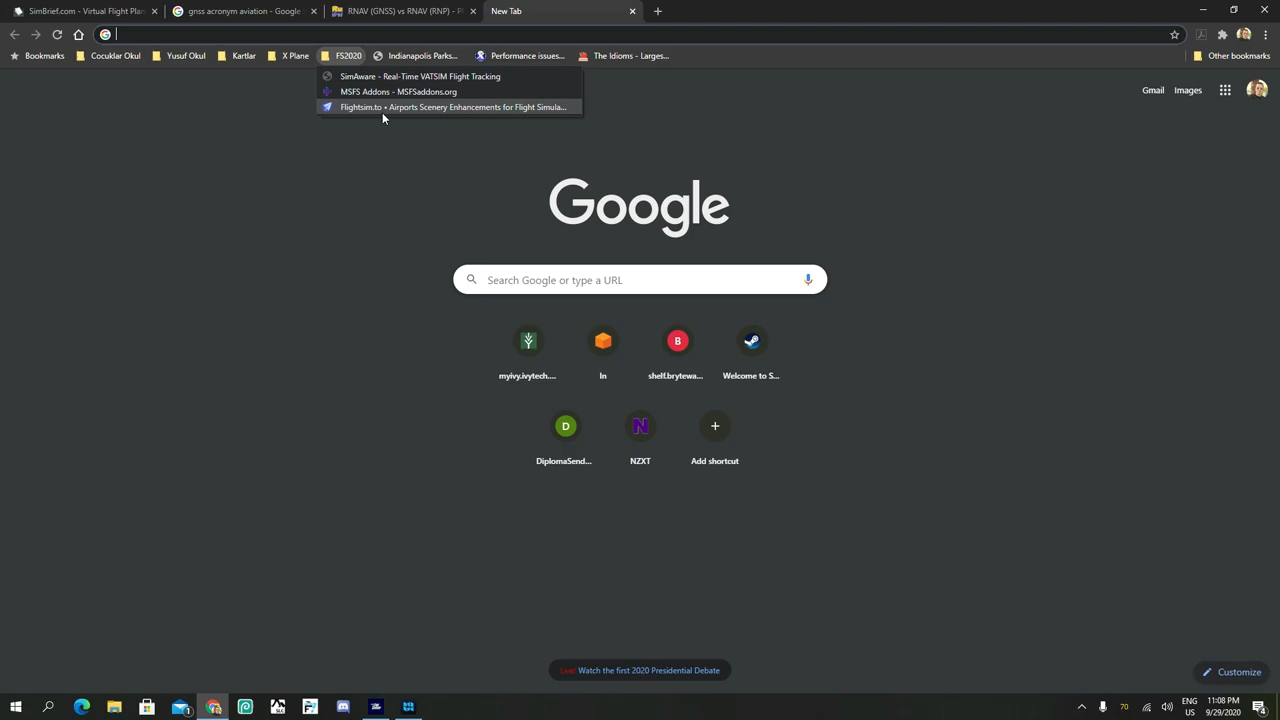 SimBrief.com - Virtual Flight Plan
gnss acronym aviation - Google
RNAV (GNSS) vs RNAV (RNP) - P
New Tab
Bookmarks
Cocuklar Okul
Yusuf Okul
Kartlar
X Plane
FS2020
Indianapolis Parks...
Performance issues...
The Idioms - Larges...
Other bookmarks
SimAware - Real-Time VATSIM Flight Tracking
MSFS Addons - MSFSaddons.org
Flightsim.to • Airports Scenery Enhancements for Flight Simula...
Gmail
Images
Google
Search Google or type a URL
myivy.ivytech....
In
shelf.brytewa...
Welcome to S...
DiplomaSend...
NZXT
Add shortcut
Live! Watch the first 2020 Presidential Debate
Customize
70
ENG
US
11:08 PM
9/29/2020